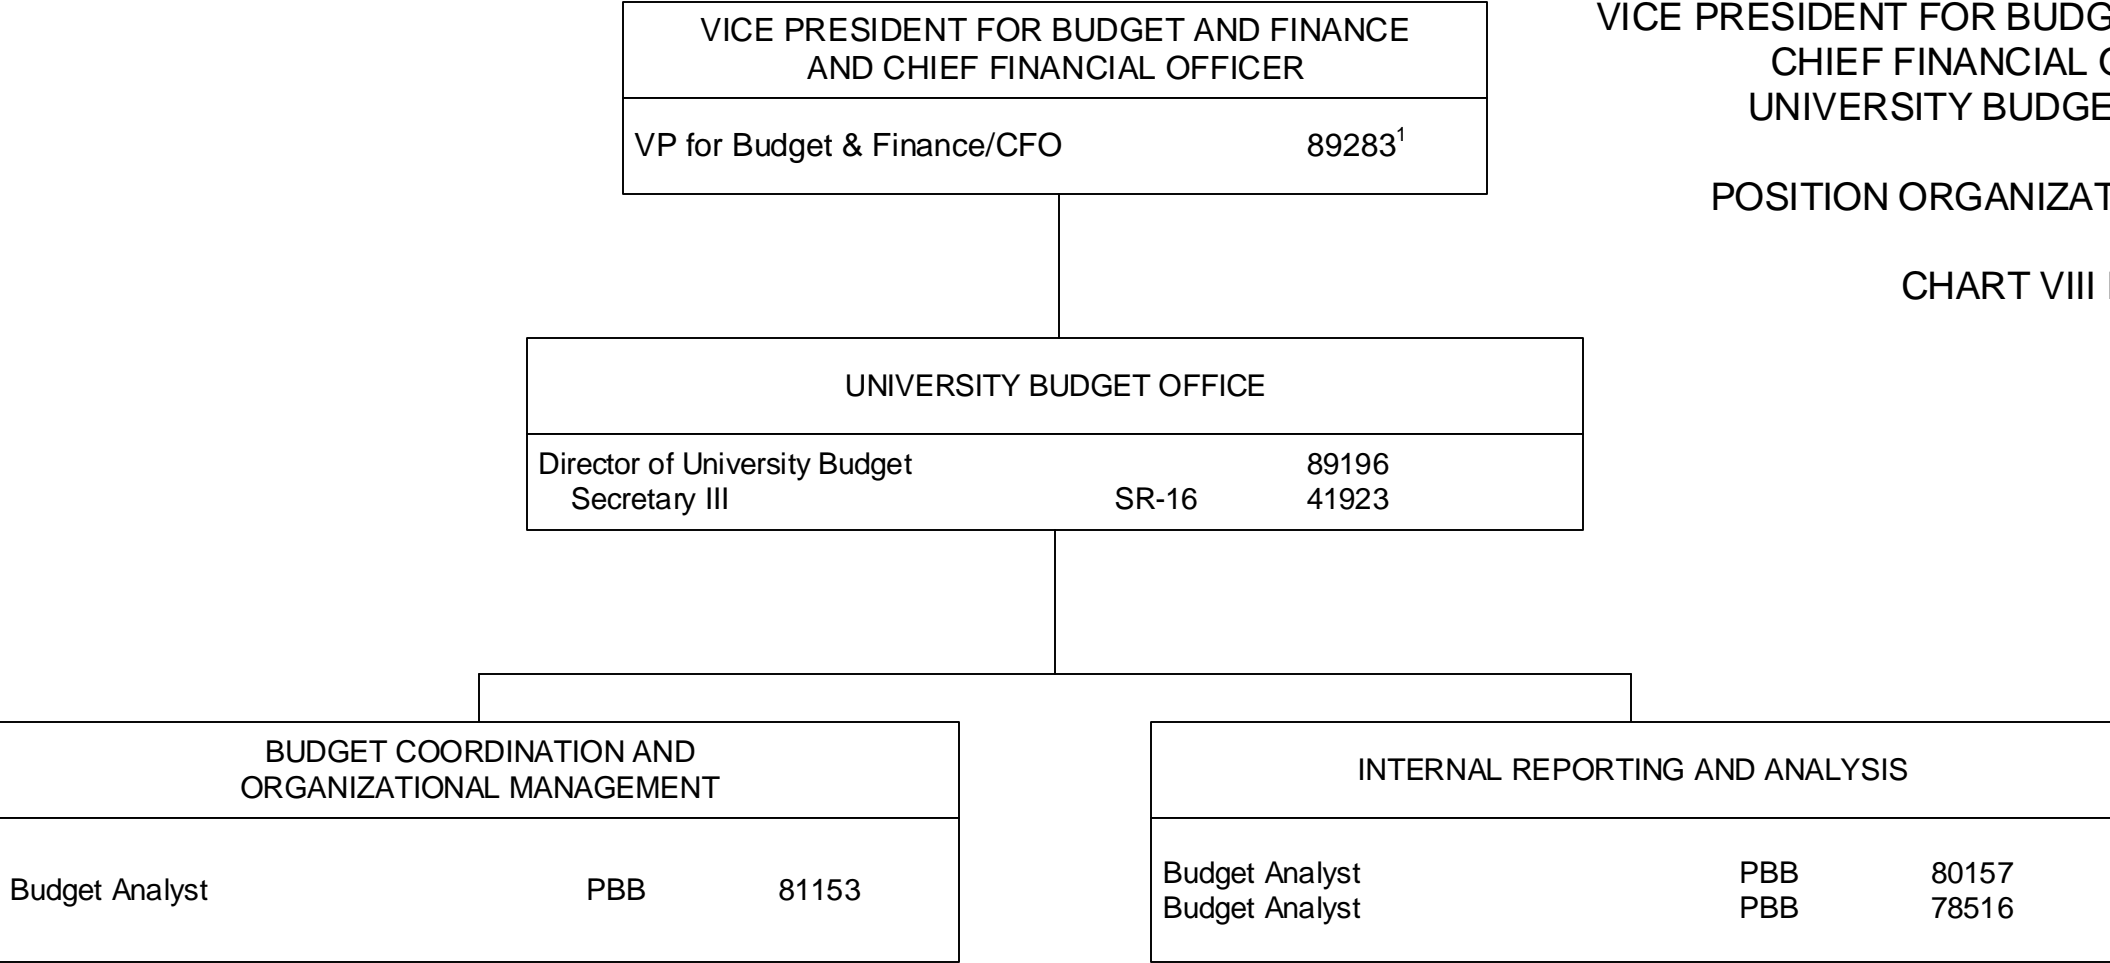 VICE PRESIDENT FOR BUDGET AND FINANCE
AND CHIEF FINANCIAL OFFICER
VP for Budget & Finance/CFO 89283¹
VICE PRESIDENT FOR BUDG
CHIEF FINANCIAL
UNIVERSITY BUDGE
POSITION ORGANIZAT
CHART VIII
UNIVERSITY BUDGET OFFICE
Director of University Budget 89196
Secretary III SR-16 41923
BUDGET COORDINATION AND
ORGANIZATIONAL MANAGEMENT
Budget Analyst PBB 81153
INTERNAL REPORTING AND ANALYSIS
Budget Analyst PBB 80157
Budget Analyst PBB 78516